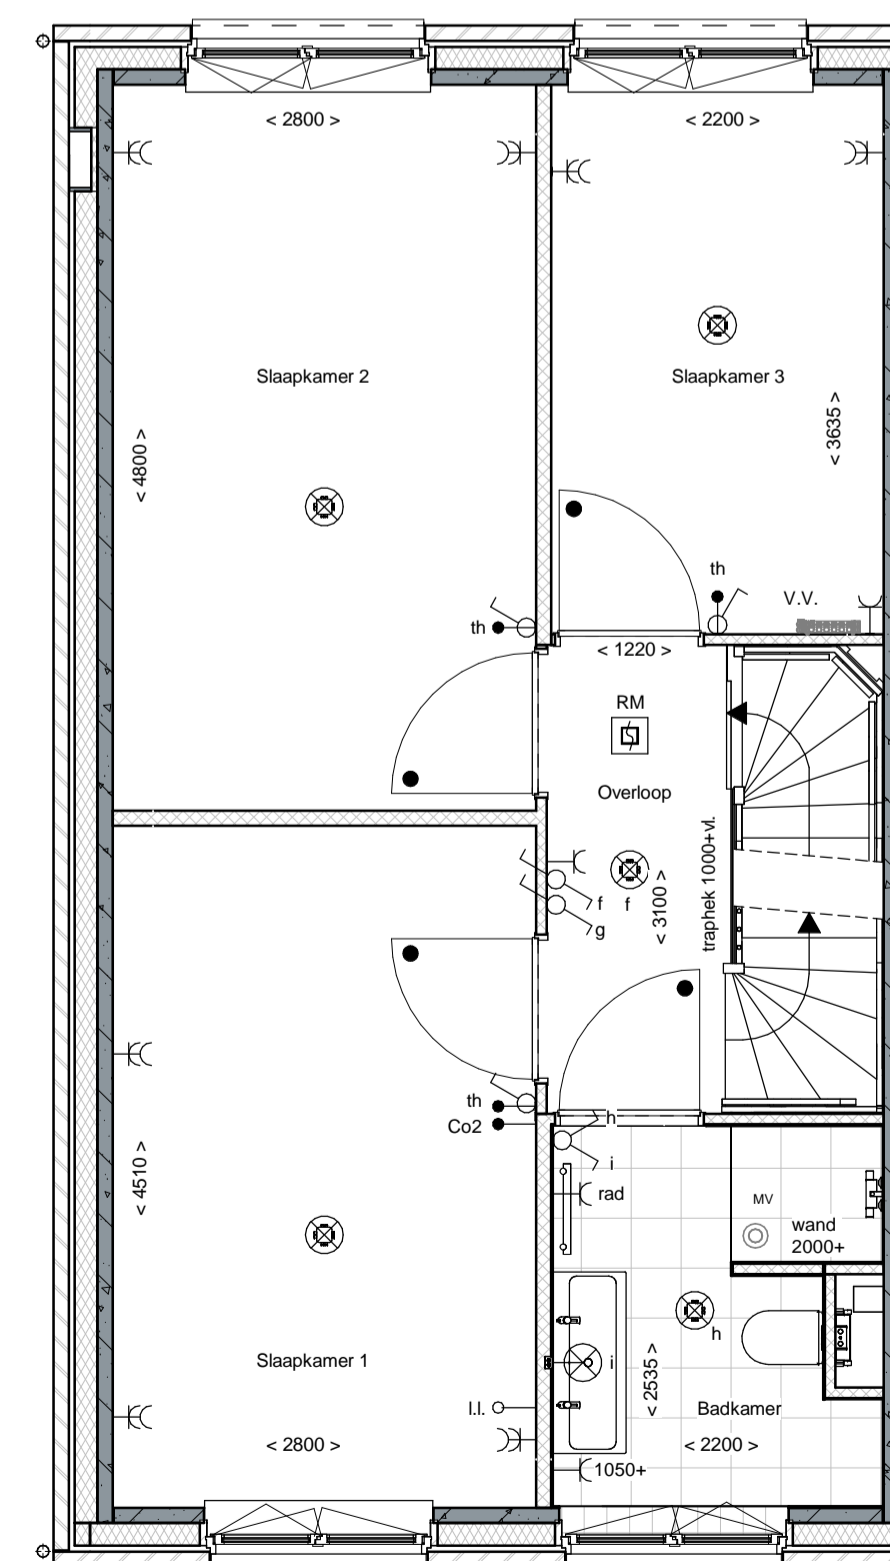 < 2800 >
< 2200 >
Slaapkamer 2
Slaapkamer 3
< 4800 >
< 3635 >
th
V.V.
th
< 1220 >
RM
Overloop
traphek 1000+vl.
f
f
< 3100 >
g
th
Co2
h
i
rad
MV
wand
2000+
< 4510 >
h
Slaapkamer 1
i
< 2535 >
l.l.
Badkamer
< 2800 >
< 2200 >
1050+